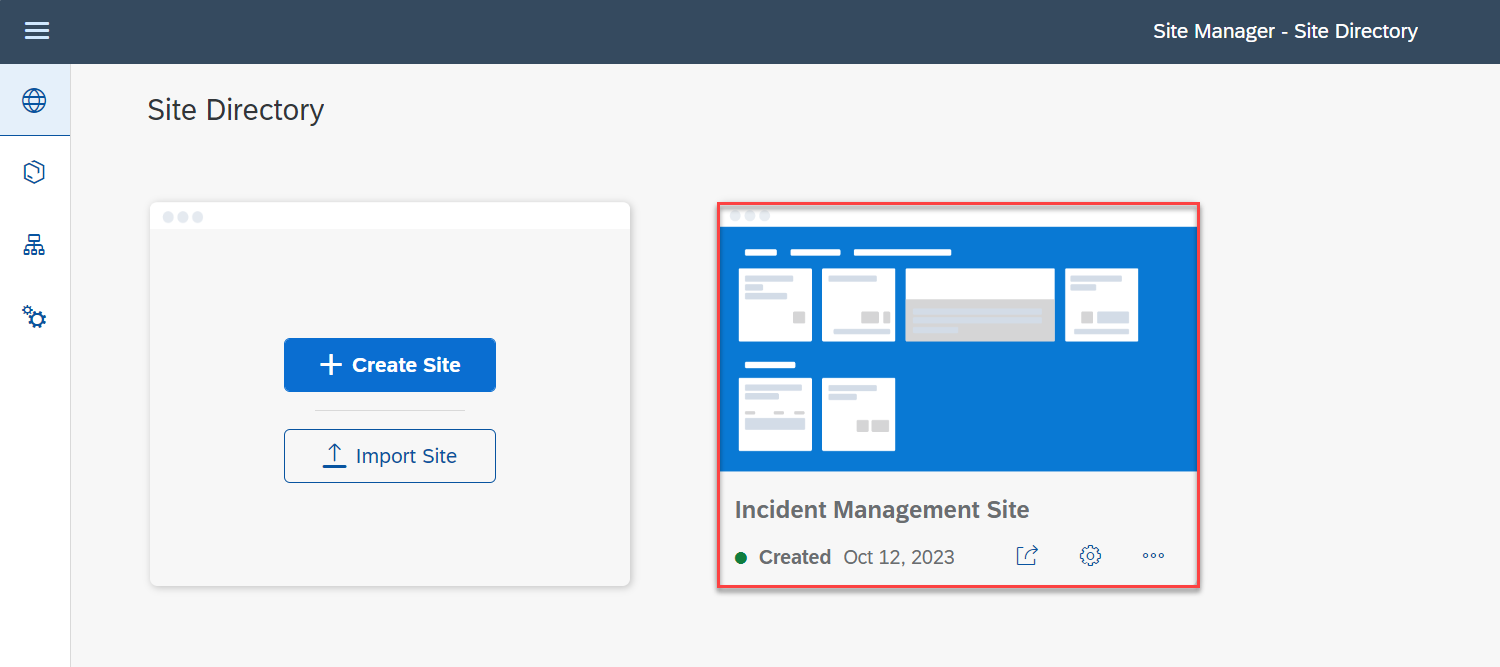 Site Manager - Site Directory
Site Directory
Create Site
Import Site
Incident Management Site
Created Oct 12, 2023